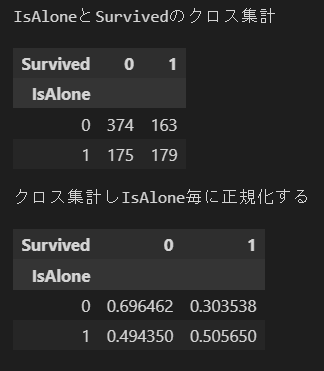 IsAloneとSurvivedのクロス集計
Survived 0 1
IsAlone
0 374 163
1 175 179
クロス集計しIsAlone毎に正規化する
Survived 0 1
IsAlone
0 0.696462 0.303538
1 0.494350 0.505650